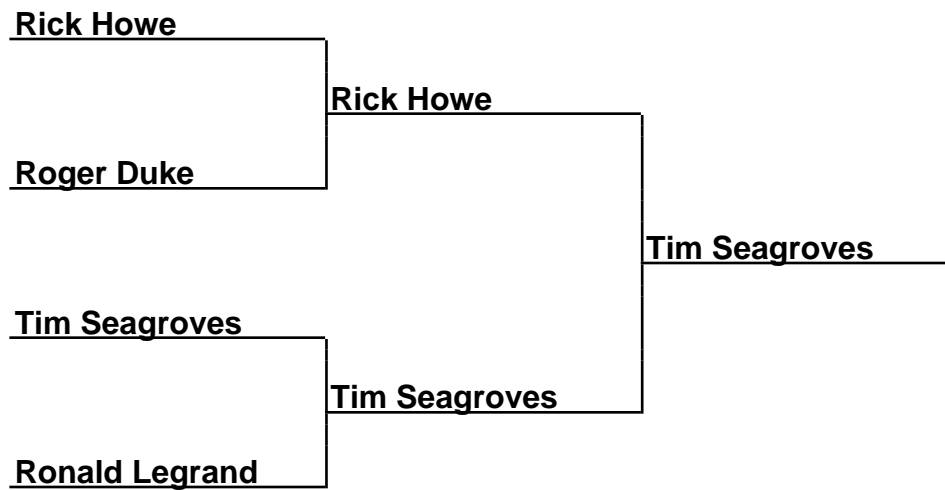 Rick Howe
Rick Howe
Roger Duke
Tim Seagroves
Tim Seagroves
Tim Seagroves
Ronald Legrand